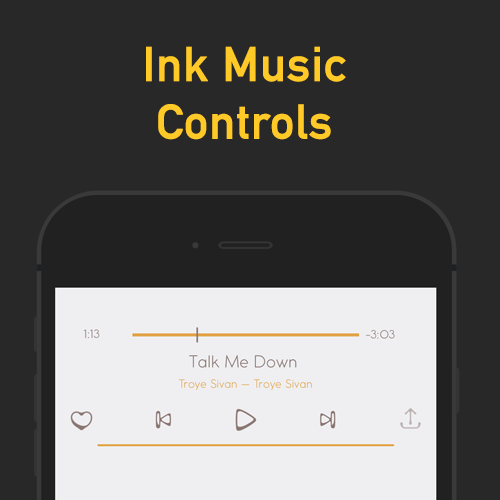 Ink Music
Controls
1:13
-3:03
Talk Me Down
Troye Sivan — Troye Sivan